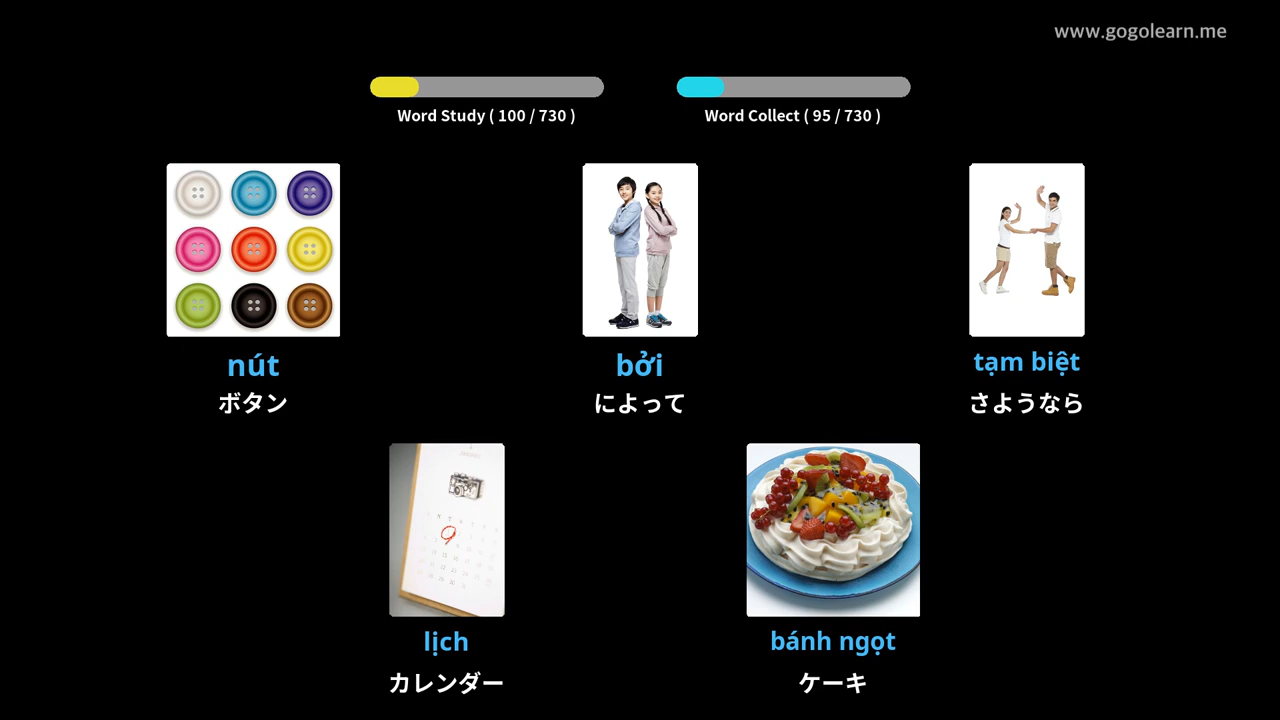 www.gogolearn.me
Word Study ( 100 / 730 )
Word Collect ( 95 / 730 )
nút
ボタン
bởi
によって
tạm biệt
さようなら
lịch
カレンダー
bánh ngọt
ケーキ